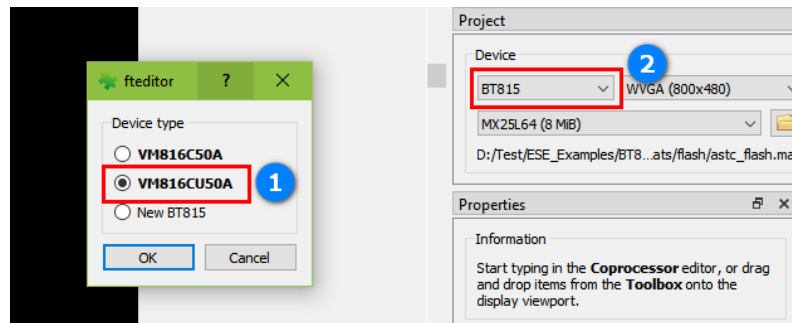 fteditor ? ×
Device type
VM816C50A
VM816CU50A
1
New BT815
OK Cancel
Project
Device
2
BT815 WVGA (800x480)
MX25L64 (8 MiB)
D:/Test/ESE_Examples/BT8...ats/flash/astc_flash.ma
Properties
Information
Start typing in the Coprocessor editor, or drag
and drop items from the Toolbox onto the
display viewport.